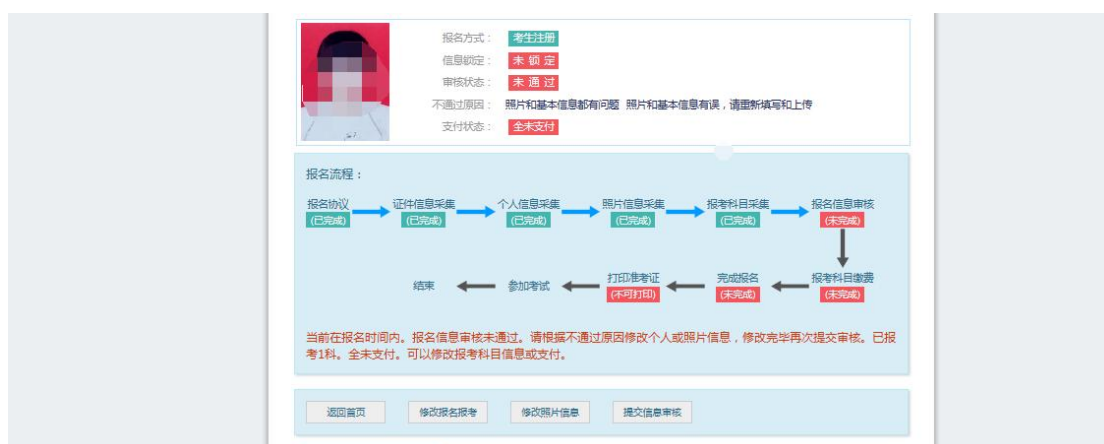 报名方式： 考生注册
信息锁定： 未 锁 定
审核状态： 未 通 过
不通过原因： 照片和基本信息都有问题 照片和基本信息有误，请重新填写和上传
支付状态： 全未支付
报名流程：
报名协议 证件信息采集 个人信息采集 照片信息采集 报考科目采集 报名信息审核
(已完成) (已完成) (已完成) (已完成) (已完成) (未完成)
结束 参加考试 打印准考证 完成报名 报考科目缴费
(不可打印) (未完成) (未完成)
当前在报名时间内。报名信息审核未通过。请根据不通过原因修改个人或照片信息，修改完毕再次提交审核。已报
考1科。全未支付。可以修改报考科目信息或支付。
返回首页 修改报名报考 修改照片信息 提交信息审核